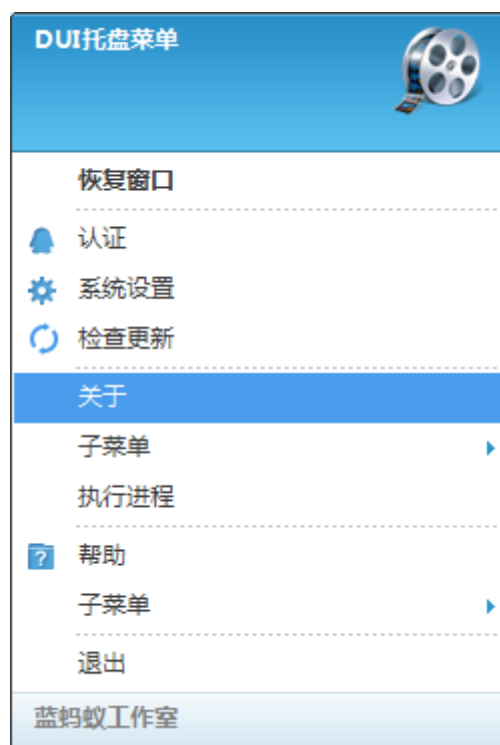 DUI托盘菜单
恢复窗口
认证
系统设置
检查更新
关于
子菜单
执行进程
?
帮助
子菜单
退出
蓝蚂蚁工作室